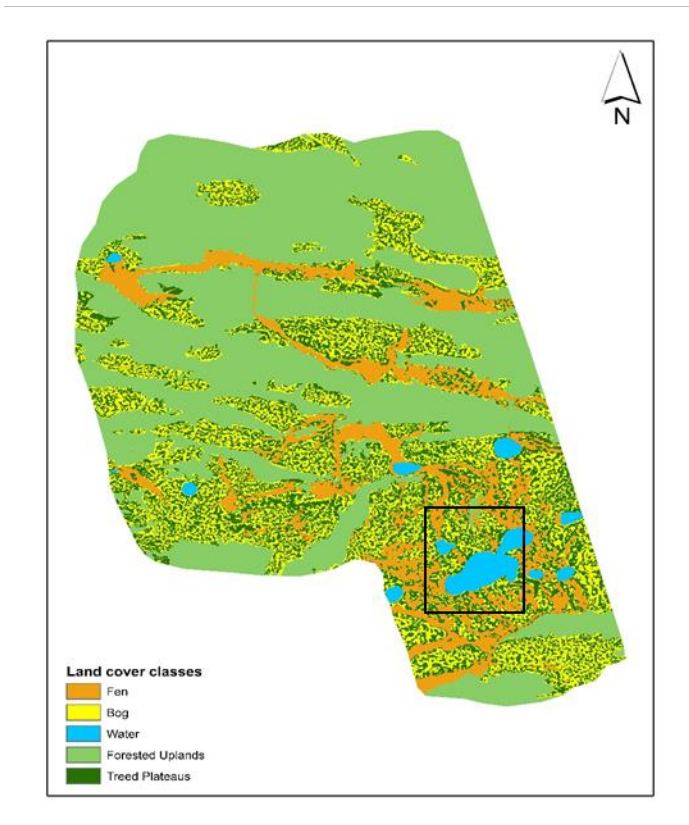 N
Land cover classes
Fen
Bog
Water
Forested Uplands
Treed Plateaus